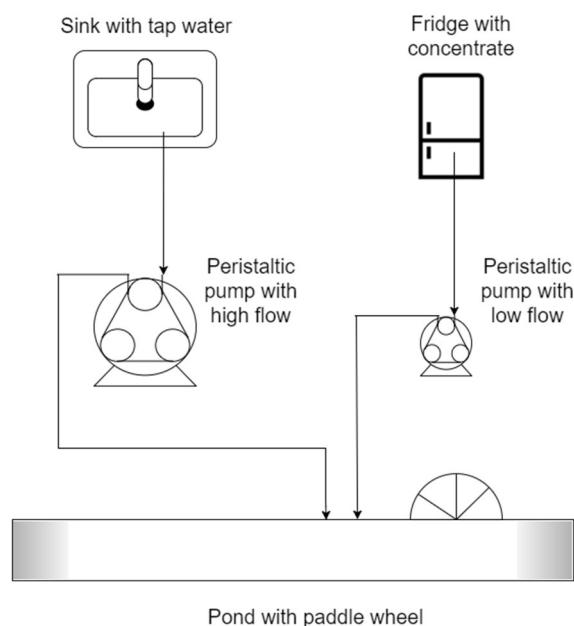 Sink with tap water
Fridge with
concentrate
Peristaltic
pump with
high flow
Peristaltic
pump with
low flow
Pond with paddle wheel